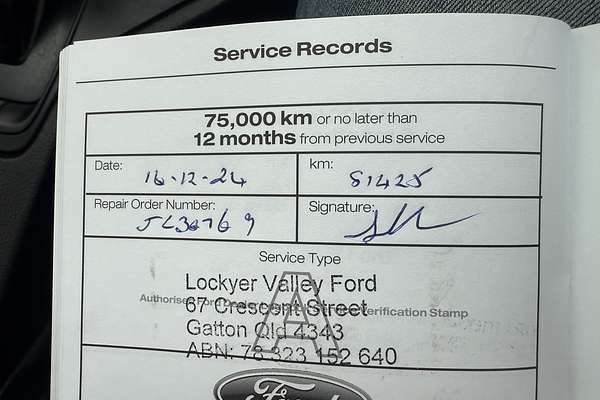 Service Records
75,000 km or no later than
12 months from previous service
Date:
16-12-24
km:
81425
Repair Order Number:
Signature:
Service Type
Lockyer Valley Ford
67 Crescent Street
Verification Stamp
Gatton Qld 4343
A
ABN: 78 323 152 640
Ford